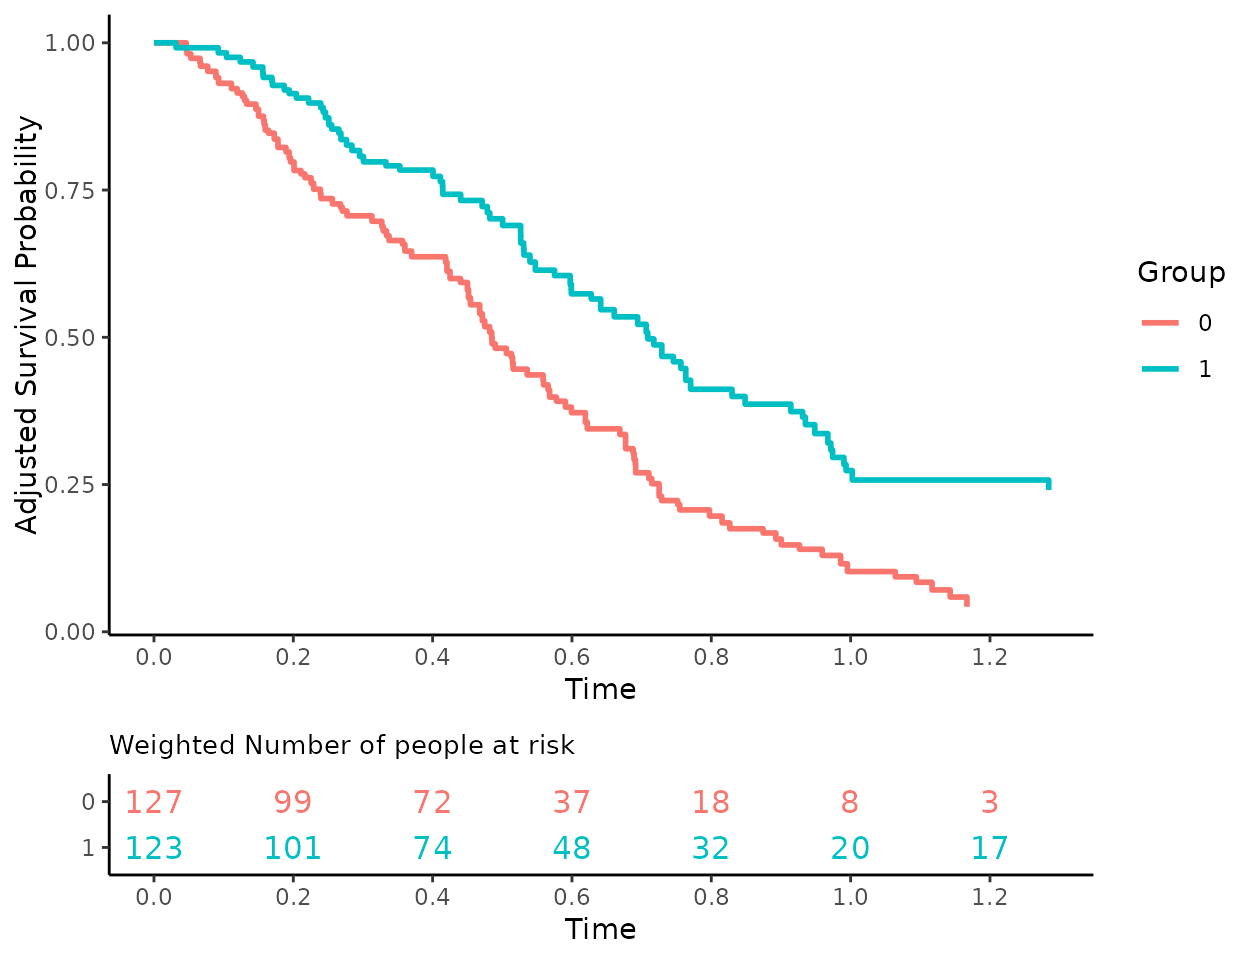 Adjusted Survival Probability
1.00
0.75
0.50
0.25
0.00
0.0 0.2 0.4 0.6 0.8 1.0 1.2
Time
Group
0
1
Weighted Number of people at risk
0 127 99 72 37 18 8 3
1 123 101 74 48 32 20 17
0.0 0.2 0.4 0.6 0.8 1.0 1.2
Time